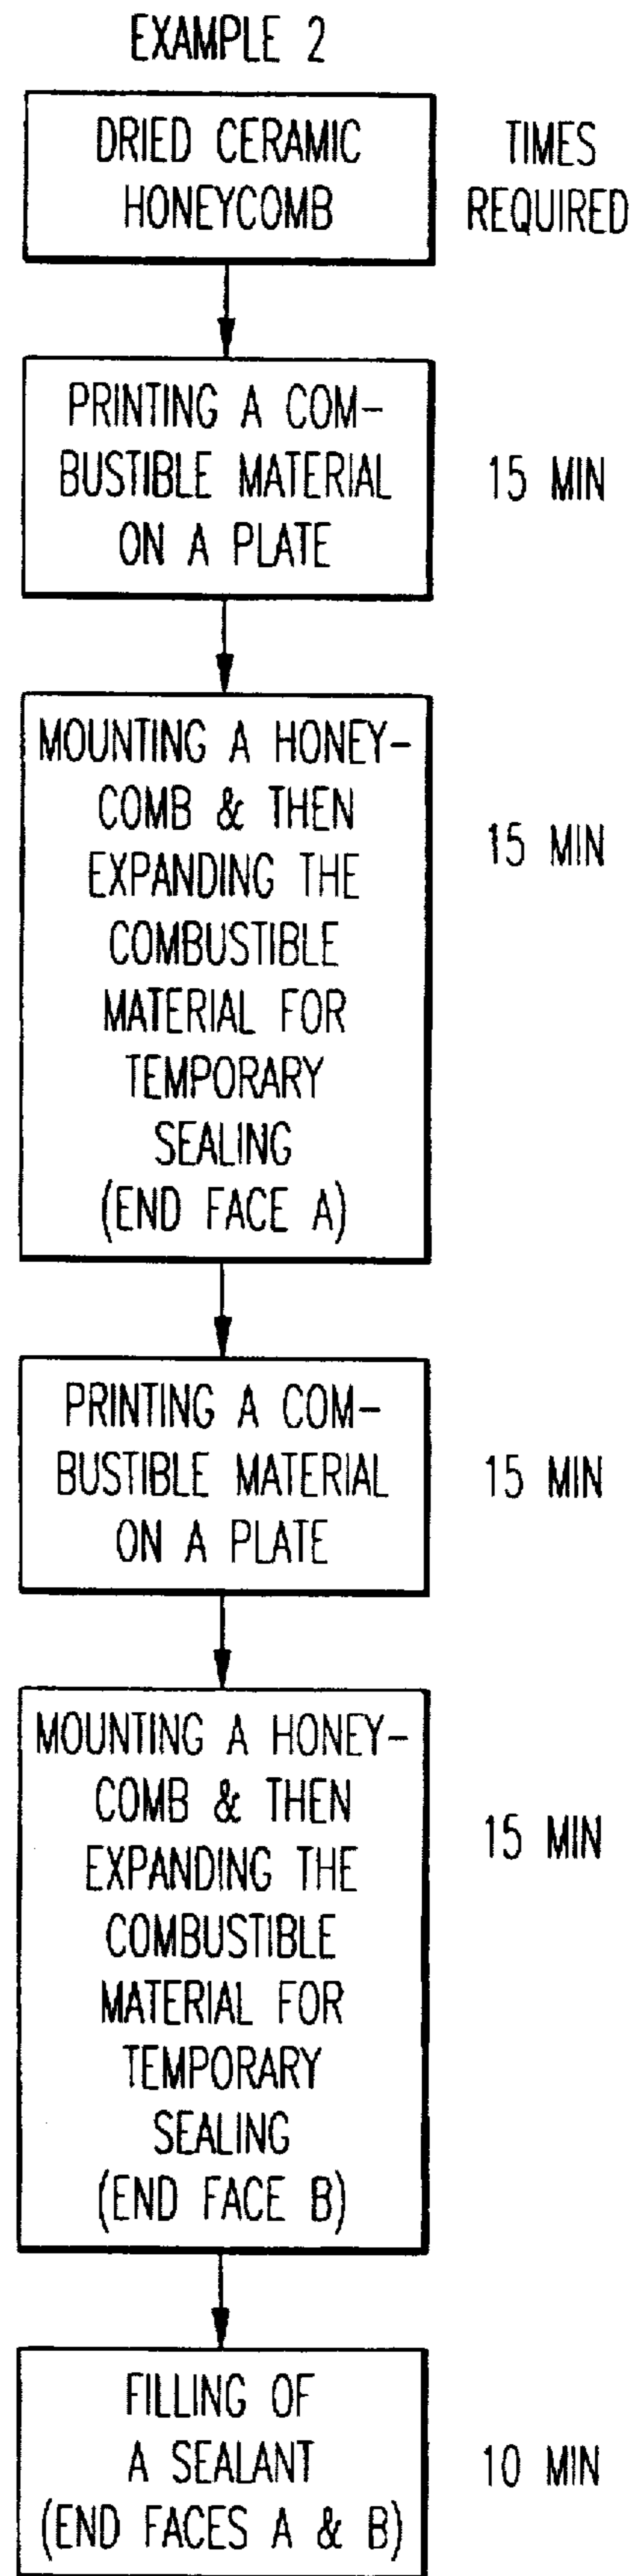 EXAMPLE 2
DRIED CERAMIC
HONEYCOMB
TIMES
REQUIRED
PRINTING A COM-
BUSTIBLE MATERIAL
ON A PLATE
15 MIN
MOUNTING A HONEY-
COMB & THEN
EXPANDING THE
COMBUSTIBLE
MATERIAL FOR
TEMPORARY
SEALING
(END FACE A)
15 MIN
PRINTING A COM-
BUSTIBLE MATERIAL
ON A PLATE
15 MIN
MOUNTING A HONEY-
COMB & THEN
EXPANDING THE
COMBUSTIBLE
MATERIAL FOR
TEMPORARY
SEALING
(END FACE B)
15 MIN
FILLING OF
A SEALANT
(END FACES A & B)
10 MIN